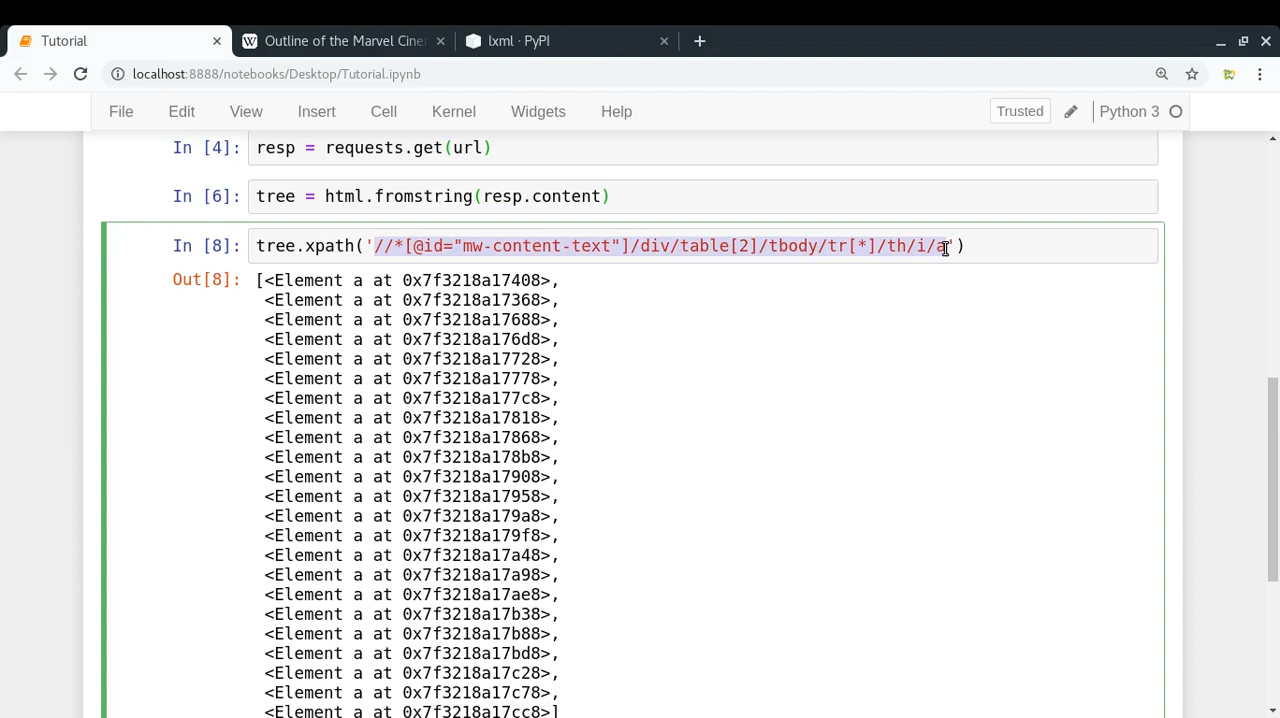 Tutorial
Outline of the Marvel Cine
lxml · PyPI
localhost:8888/notebooks/Desktop/Tutorial.ipynb
File Edit View Insert Cell Kernel Widgets Help Trusted Python 3
In [4]: resp = requests.get(url)
In [6]: tree = html.fromstring(resp.content)
In [8]: tree.xpath('//*[@id="mw-content-text"]/div/table[2]/tbody/tr[*]/th/i/a')
Out[8]: [<Element a at 0x7f3218a17408>,
<Element a at 0x7f3218a17368>,
<Element a at 0x7f3218a17688>,
<Element a at 0x7f3218a176d8>,
<Element a at 0x7f3218a17728>,
<Element a at 0x7f3218a17778>,
<Element a at 0x7f3218a177c8>,
<Element a at 0x7f3218a17818>,
<Element a at 0x7f3218a17868>,
<Element a at 0x7f3218a178b8>,
<Element a at 0x7f3218a17908>,
<Element a at 0x7f3218a17958>,
<Element a at 0x7f3218a179a8>,
<Element a at 0x7f3218a179f8>,
<Element a at 0x7f3218a17a48>,
<Element a at 0x7f3218a17a98>,
<Element a at 0x7f3218a17ae8>,
<Element a at 0x7f3218a17b38>,
<Element a at 0x7f3218a17b88>,
<Element a at 0x7f3218a17bd8>,
<Element a at 0x7f3218a17c28>,
<Element a at 0x7f3218a17c78>,
<Element a at 0x7f3218a17cc8>]